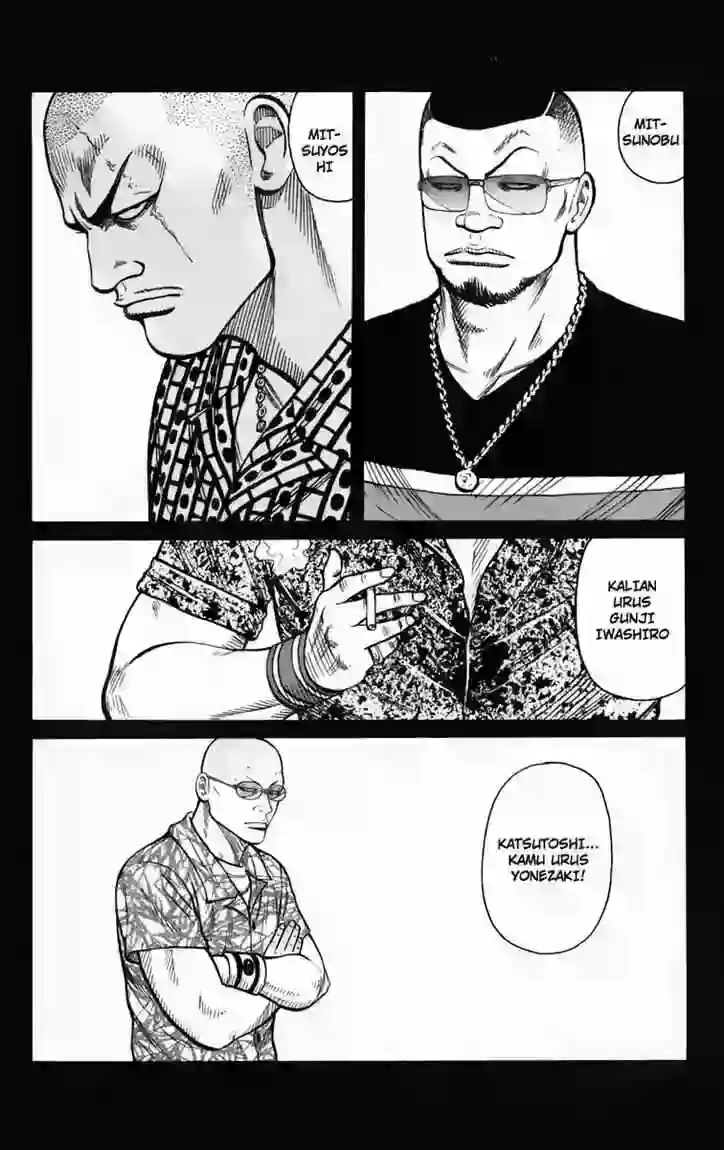 MIT-
SUNOBU
MIT-
SUYOS
HI
KALIAN
URUS
GUNJI
IWASHIRO
KATSUTOSHI...
KAMU URUS
YONEZAKI!